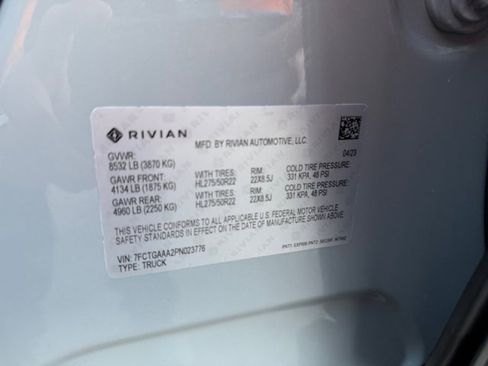 RIVIAN
MFD. BY RIVIAN AUTOMOTIVE, LLC.
04/23
GVWR:
8532 LB (3870 KG)
GAWR FRONT: WITH TIRES: RIM: COLD TIRE PRESSURE:
4134 LB (1875 KG) HL275/50R22 22X8.5J 331 KPA, 48 PSI
GAWR REAR: WITH TIRES: RIM: COLD TIRE PRESSURE:
4960 LB (2250 KG) HL275/50R22 22X8.5J 331 KPA, 48 PSI
THIS VEHICLE CONFORMS TO ALL APPLICABLE U.S. FEDERAL MOTOR VEHICLE
SAFETY STANDARDS IN EFFECT ON THE DATE OF MANUFACTURE SHOWN ABOVE.
VIN: 7FCTGAAA2PN023776
TYPE: TRUCK